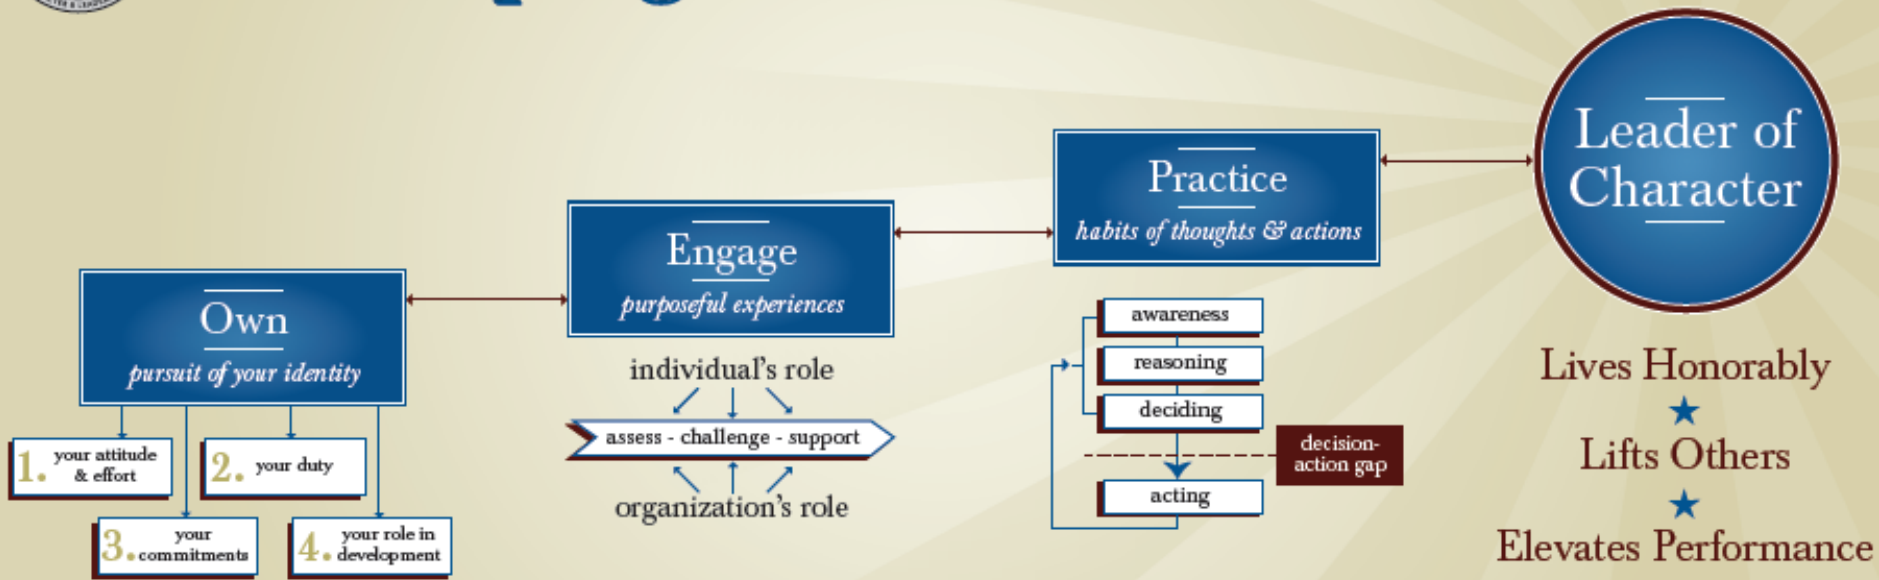 Own
pursuit of your identity
1. your attitude
& effort
2. your duty
3. your
commitments
4. your role in
development
Engage
purposeful experiences
individual's role
assess - challenge - support
organization's role
Practice
habits of thoughts & actions
awareness
reasoning
deciding
decision-
action gap
acting
Leader of
Character
Lives Honorably
Lifts Others
Elevates Performance